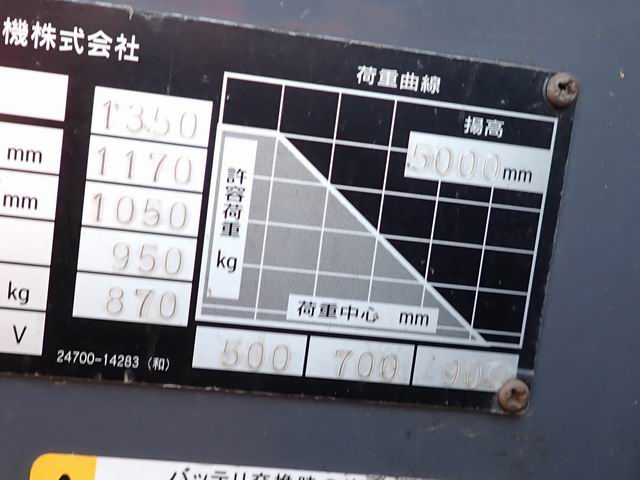 機株式会社
荷重曲線
揚高
5000mm
1350
mm
1170
mm
1050
950
kg
870
V
許容荷重
kg
荷重中心 mm
500 700 900
24700-14283 (和)